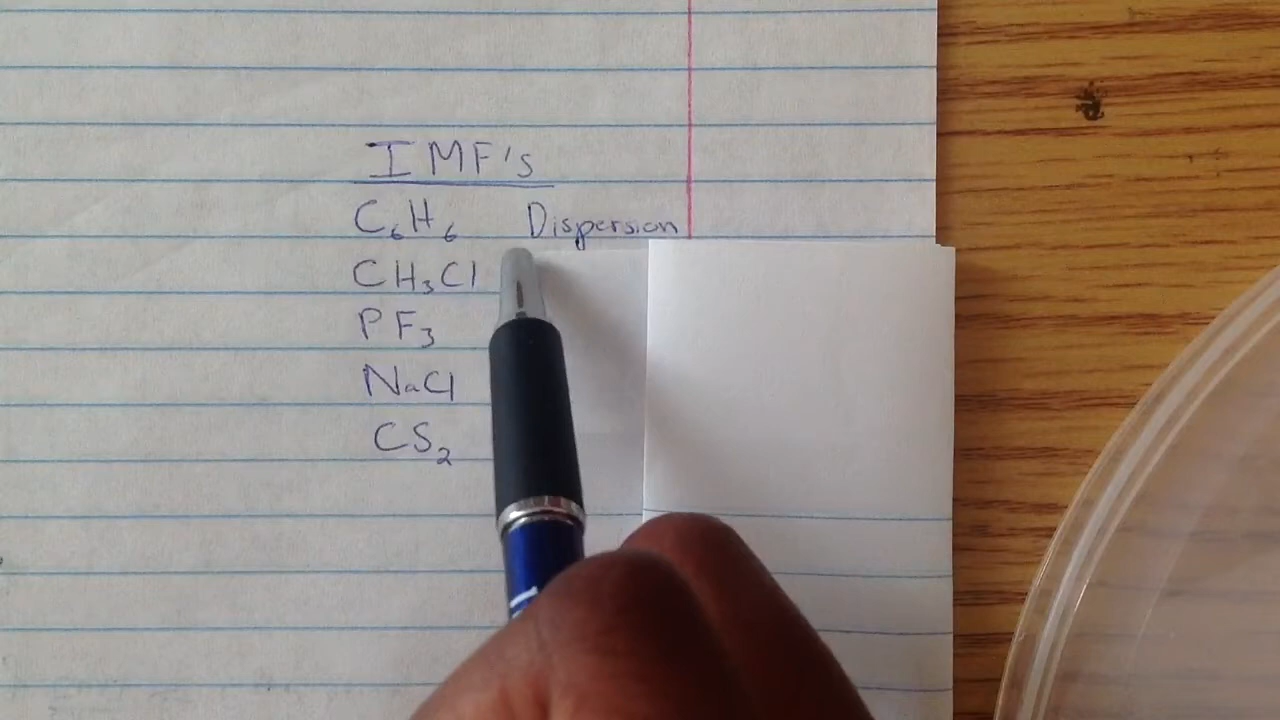 IMF's
C₆H₆ Dispersion
CH₃Cl
PF₃
NaCl
CS₂